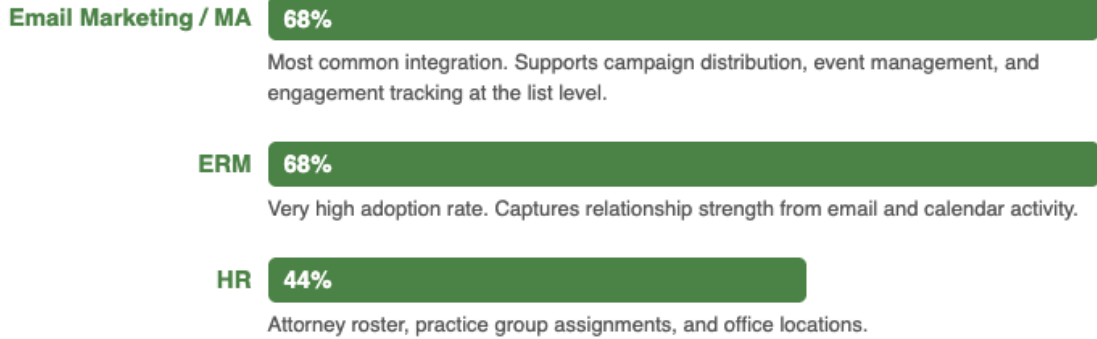 Email Marketing / MA 68%
Most common integration. Supports campaign distribution, event management, and
engagement tracking at the list level.
ERM 68%
Very high adoption rate. Captures relationship strength from email and calendar activity.
HR 44%
Attorney roster, practice group assignments, and office locations.